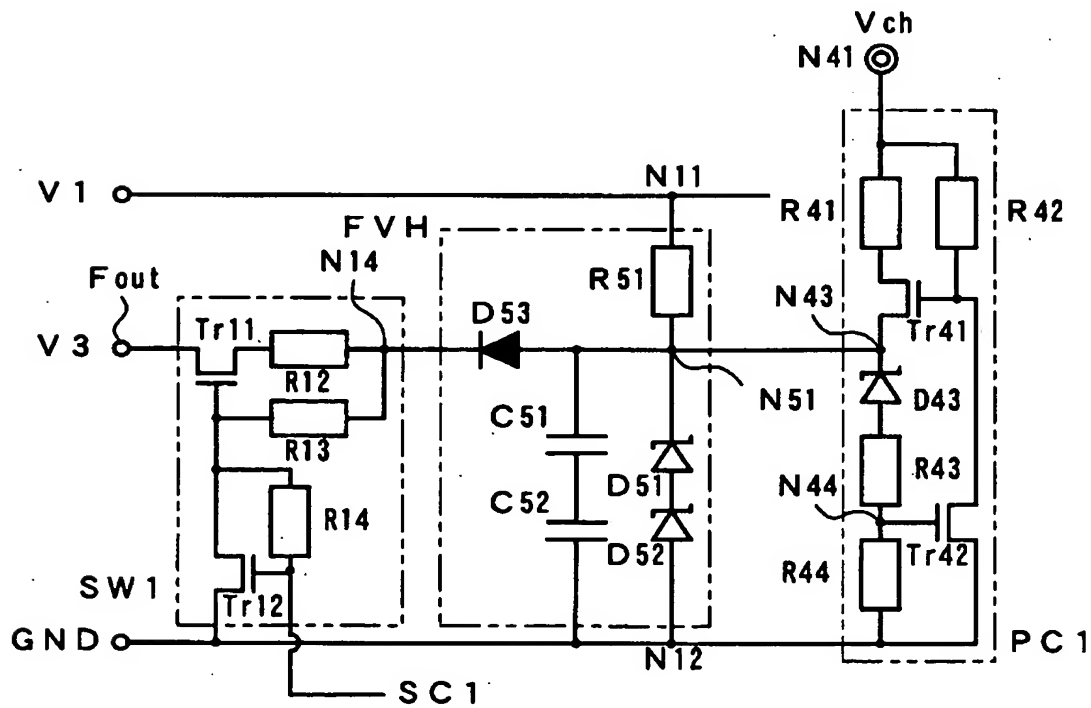 Vch
N41
V1
N11
R41
R42
FVH
N14
R51
Fout
D53
N43
Tr11
Tr41
V3
R12
N51
D43
C51
R13
R43
D51
N44
C52
R14
D52
Tr42
R44
SW1
Tr12
GND
N12
PC1
SC1